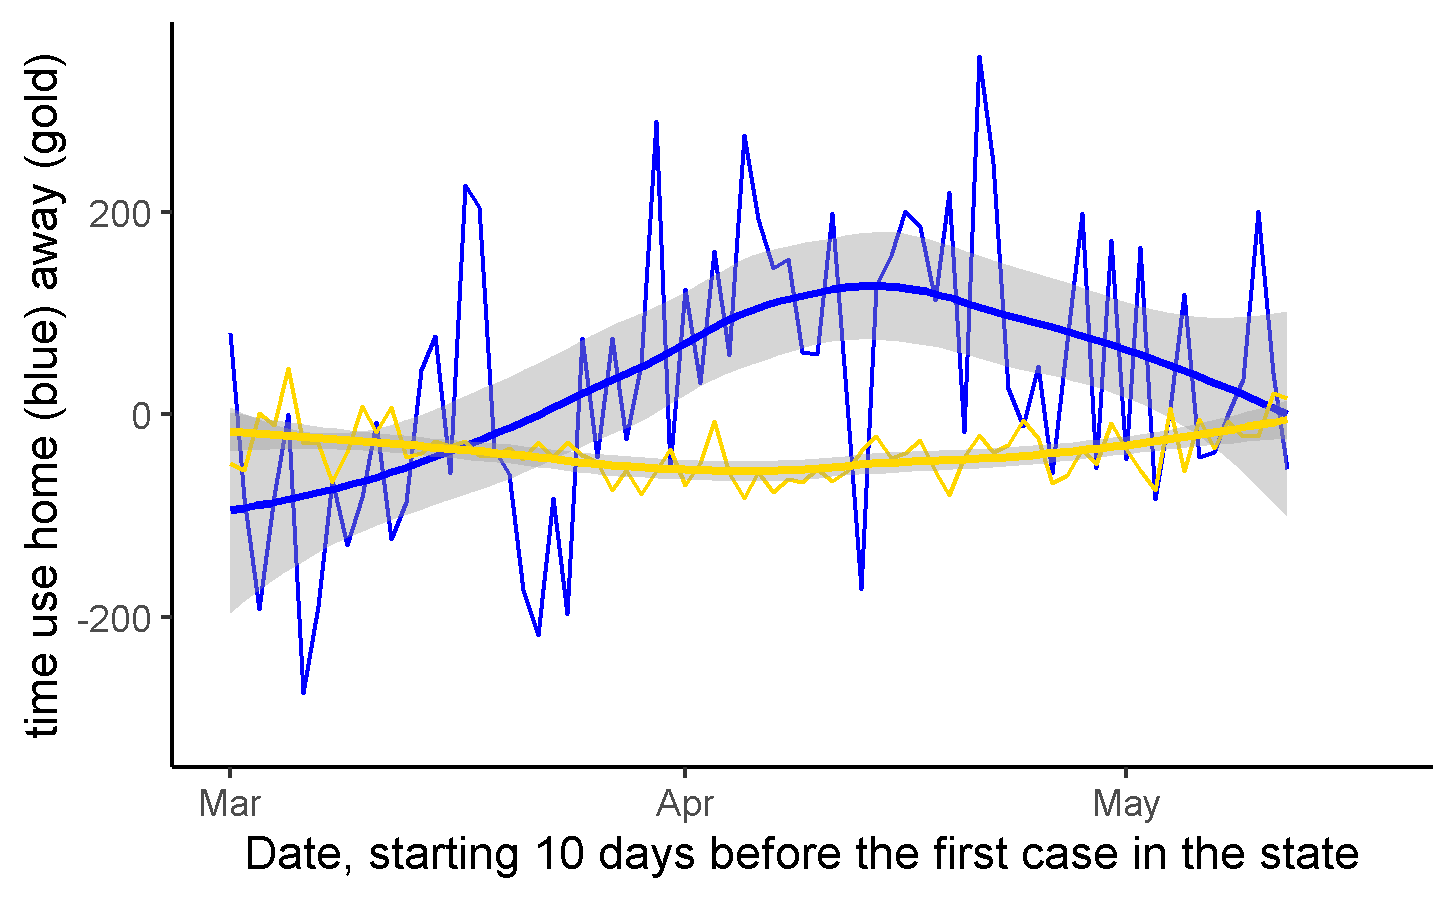 time use home (blue) away (gold)
200
0
-200
Mar
Apr
May
Date, starting 10 days before the first case in the state